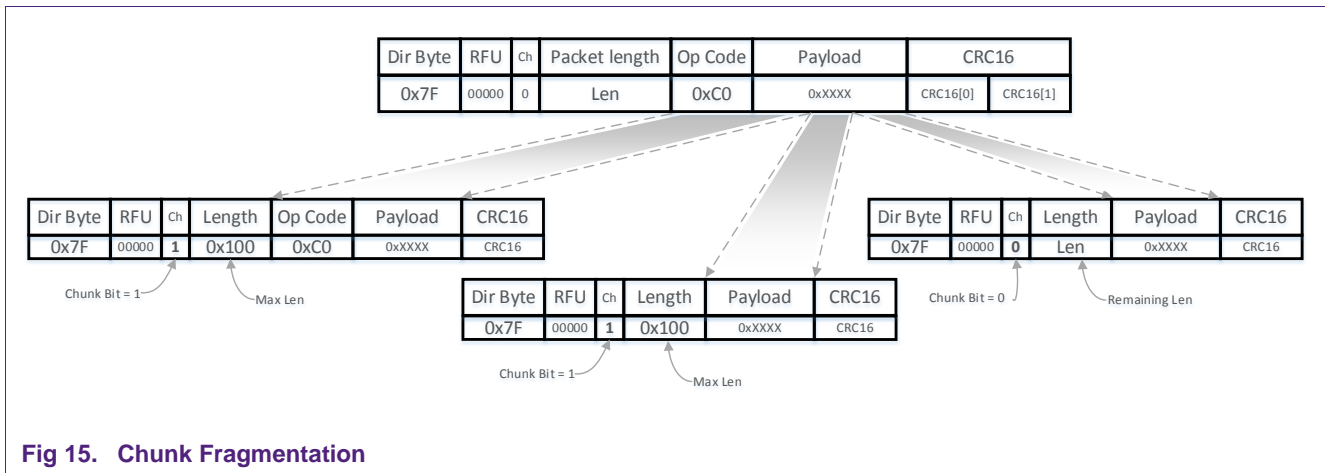 Dir Byte RFU Ch Packet length Op Code Payload CRC16
0x7F 00000 0 Len 0xC0 0xXXXX CRC16[0] CRC16[1]
Dir Byte RFU Ch Length Op Code Payload CRC16
0x7F 00000 1 0x100 0xC0 0xXXXX CRC16
Chunk Bit = 1 Max Len
Dir Byte RFU Ch Length Payload CRC16
0x7F 00000 1 0x100 0xXXXX CRC16
Chunk Bit = 1 Max Len
Dir Byte RFU Ch Length Payload CRC16
0x7F 00000 0 Len 0xXXXX CRC16
Chunk Bit = 0 Remaining Len
Fig 15. Chunk Fragmentation